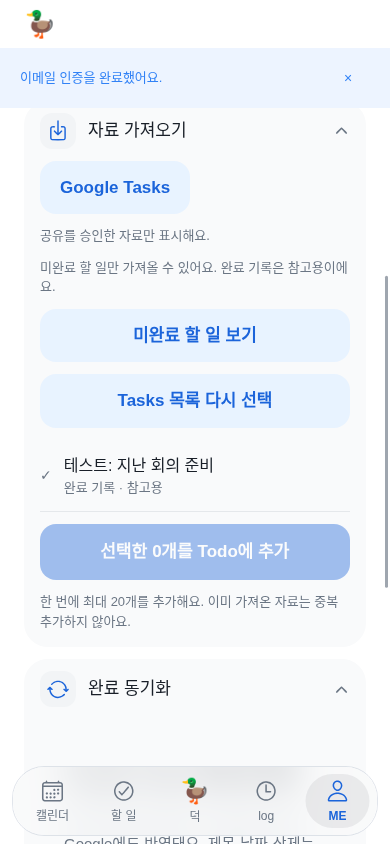 이메일 인증을 완료했어요.
×
자료 가져오기
Google Tasks
공유를 승인한 자료만 표시해요.
미완료 할 일만 가져올 수 있어요. 완료 기록은 참고용이에
요.
미완료 할 일 보기
Tasks 목록 다시 선택
✓ 테스트: 지난 회의 준비
완료 기록 · 참고용
선택한 0개를 Todo에 추가
한 번에 최대 20개를 추가해요. 이미 가져온 자료는 중복
추가하지 않아요.
완료 동기화
캘린더
할 일
덕
log
ME